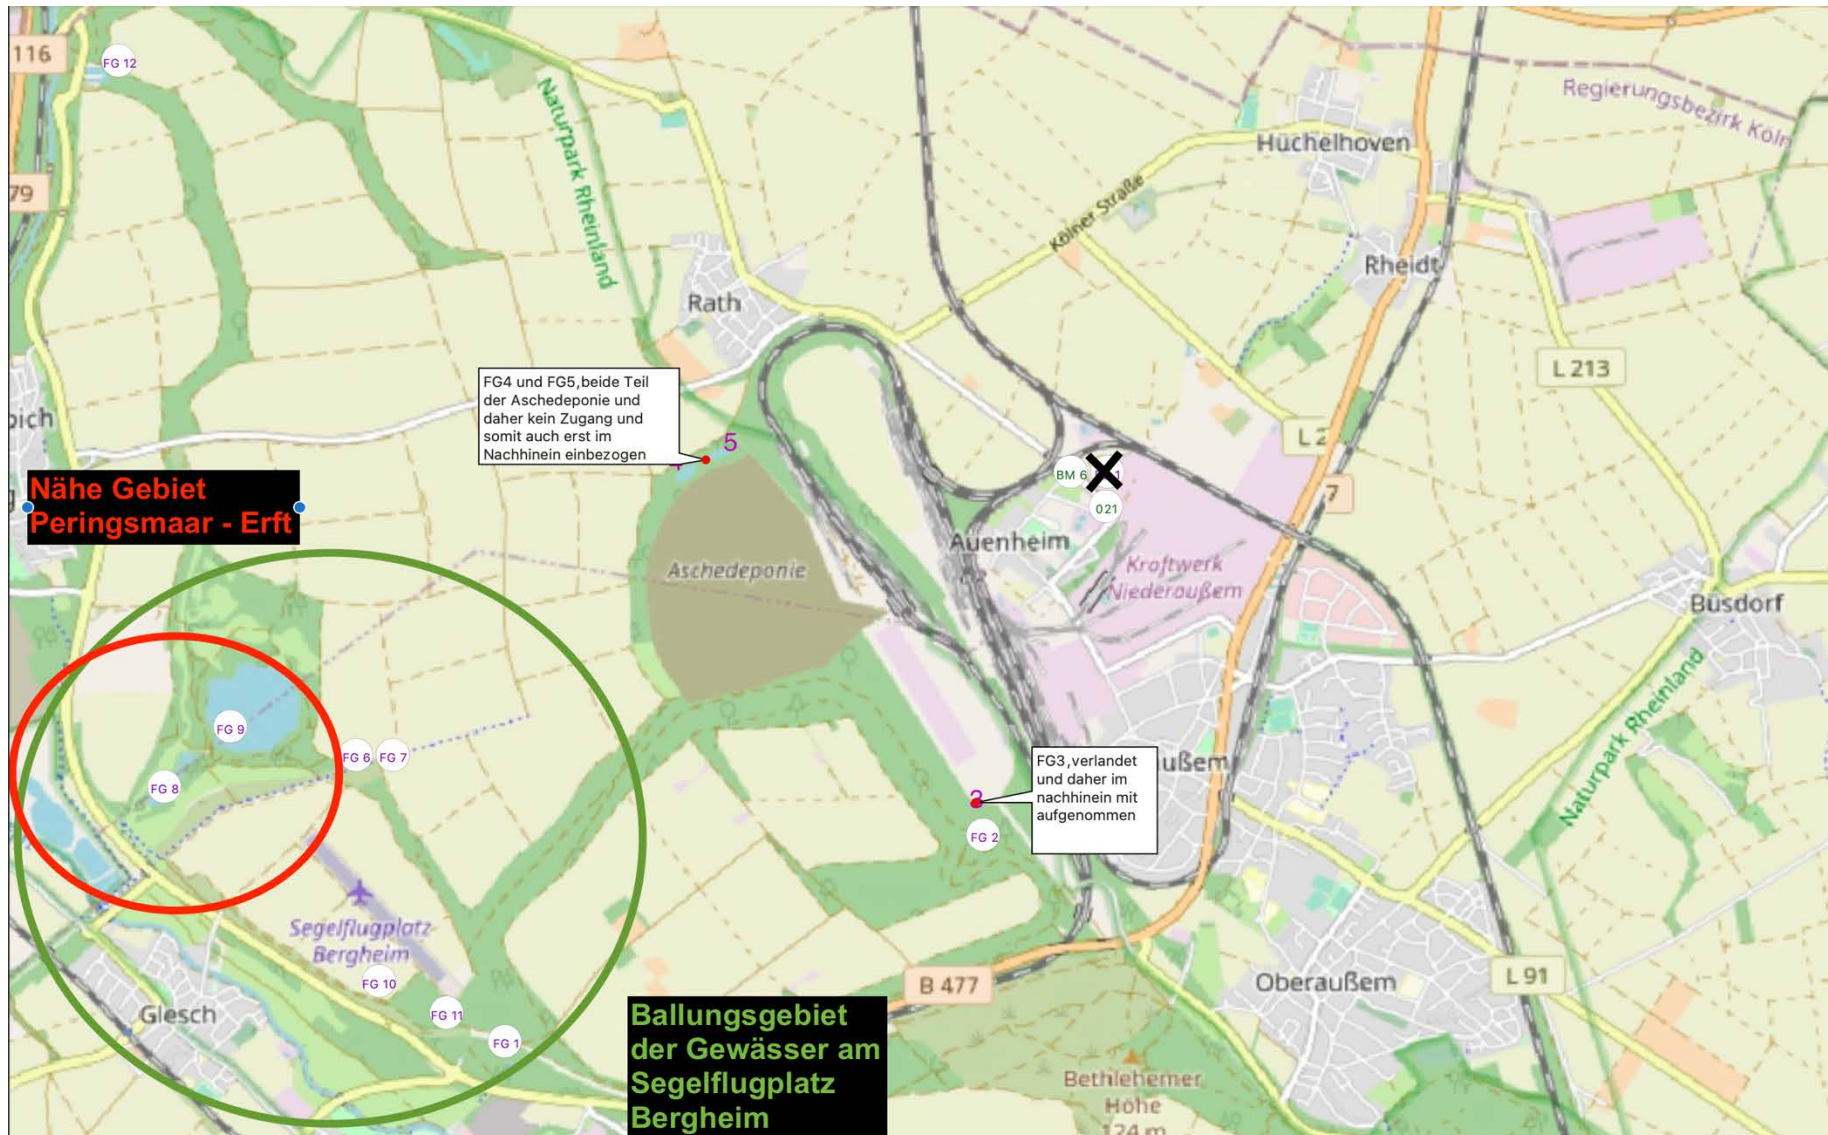 116
FG 12
Naturpark Rheinland
Regierungsbezirk Köln
Hüchelhoven
79
Kölner Straße
Rheidt
Rath
L 213
FG4 und FG5,beide Teil
der Aschedeponie und
daher kein Zugang und
somit auch erst im
Nachhinein einbezogen
5
L 2
7
BM 6
1
021
Nähe Gebiet
Peringsmaar - Erft
Auenheim
Aschedeponie
Kraftwerk
Niederaußem
Büsdorf
Naturpark Rheinland
FG 9
FG 6
FG 7
FG 8
FG3,verlandet
und daher im
nachhinein mit
aufgenommen
3
ußem
FG 2
Segelflugplatz
Bergheim
FG 10
FG 11
FG 1
Glesch
B 477
Oberaußem
L 91
Ballungsgebiet
der Gewässer am
Segelflugplatz
Bergheim
Bethlehemer
Höhe
124 m